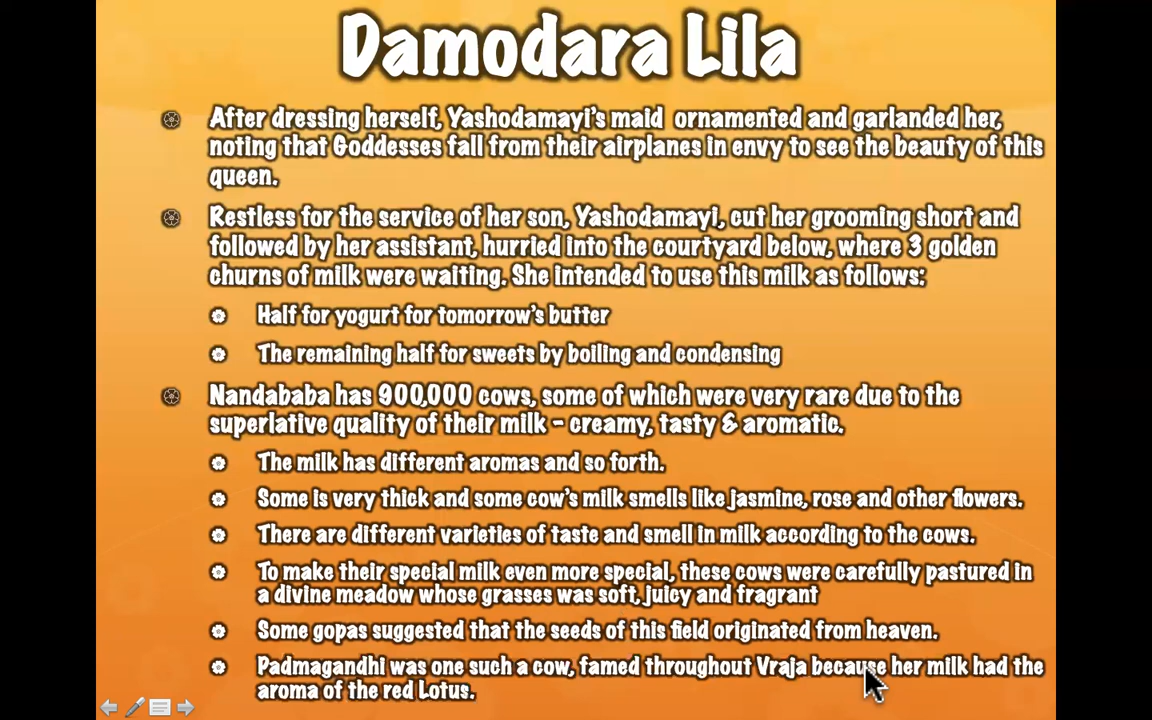 Damodara Lila
After dressing herself, Yashodamayi's maid ornamented and garlanded her,
noting that Goddesses fall from their airplanes in envy to see the beauty of this
queen.
Restless for the service of her son, Yashodamayi, cut her grooming short and
followed by her assistant, hurried into the courtyard below, where 3 golden
churns of milk were waiting. She intended to use this milk as follows:
Half for yogurt for tomorrow's butter
The remaining half for sweets by boiling and condensing
Nandababa has 900,000 cows, some of which were very rare due to the
superlative quality of their milk - creamy, tasty & aromatic.
The milk has different aromas and so forth.
Some is very thick and some cow's milk smells like jasmine, rose and other flowers.
There are different varieties of taste and smell in milk according to the cows.
To make their special milk even more special, these cows were carefully pastured in
a divine meadow whose grasses was soft, juicy and fragrant
Some gopas suggested that the seeds of this field originated from heaven.
Padmagandhi was one such a cow, famed throughout Vraja because her milk had the
aroma of the red Lotus.